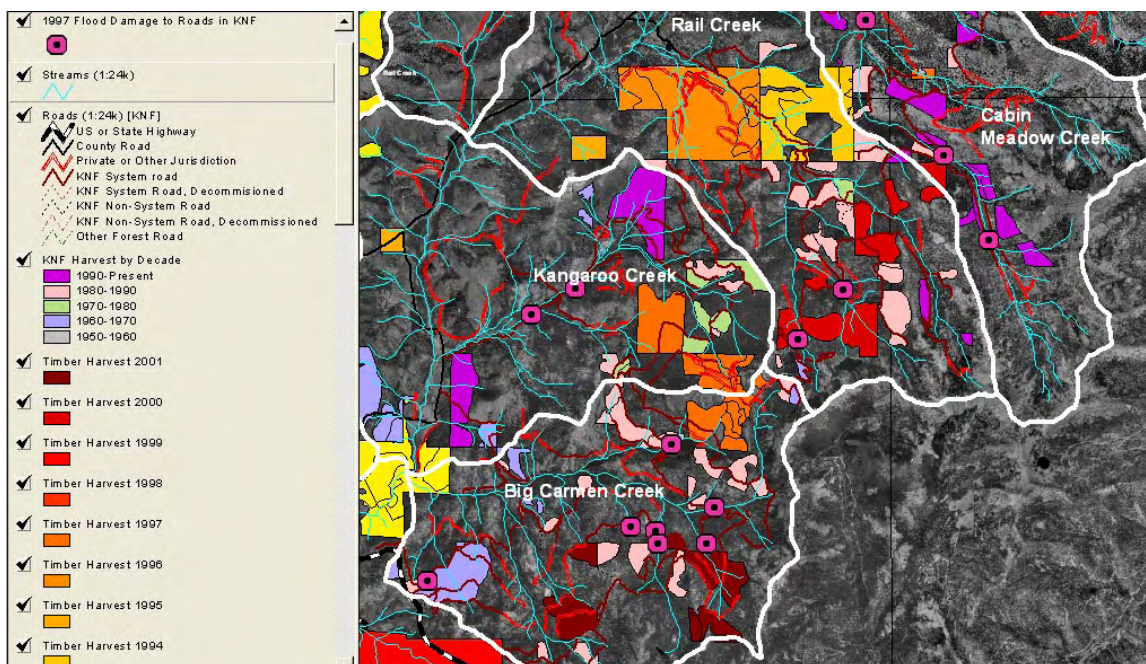 1997 Flood Damage to Roads in KNF
Streams (1:24k)
Roads (1:24k) [KNF]
US or State Highway
County Road
Private or Other Jurisdiction
KNF System road
KNF System Road, Decommisioned
KNF Non-System Road
KNF Non-System Road, Decommissioned
Other Forest Road
KNF Harvest by Decade
1990-Present
1980-1990
1970-1980
1960-1970
1950-1960
Timber Harvest 2001
Timber Harvest 2000
Timber Harvest 1999
Timber Harvest 1998
Timber Harvest 1997
Timber Harvest 1996
Timber Harvest 1995
Timber Harvest 1994
Rail Creek
Rail Creek
Cabin
Meadow Creek
Kangaroo Creek
Big Carmen Creek